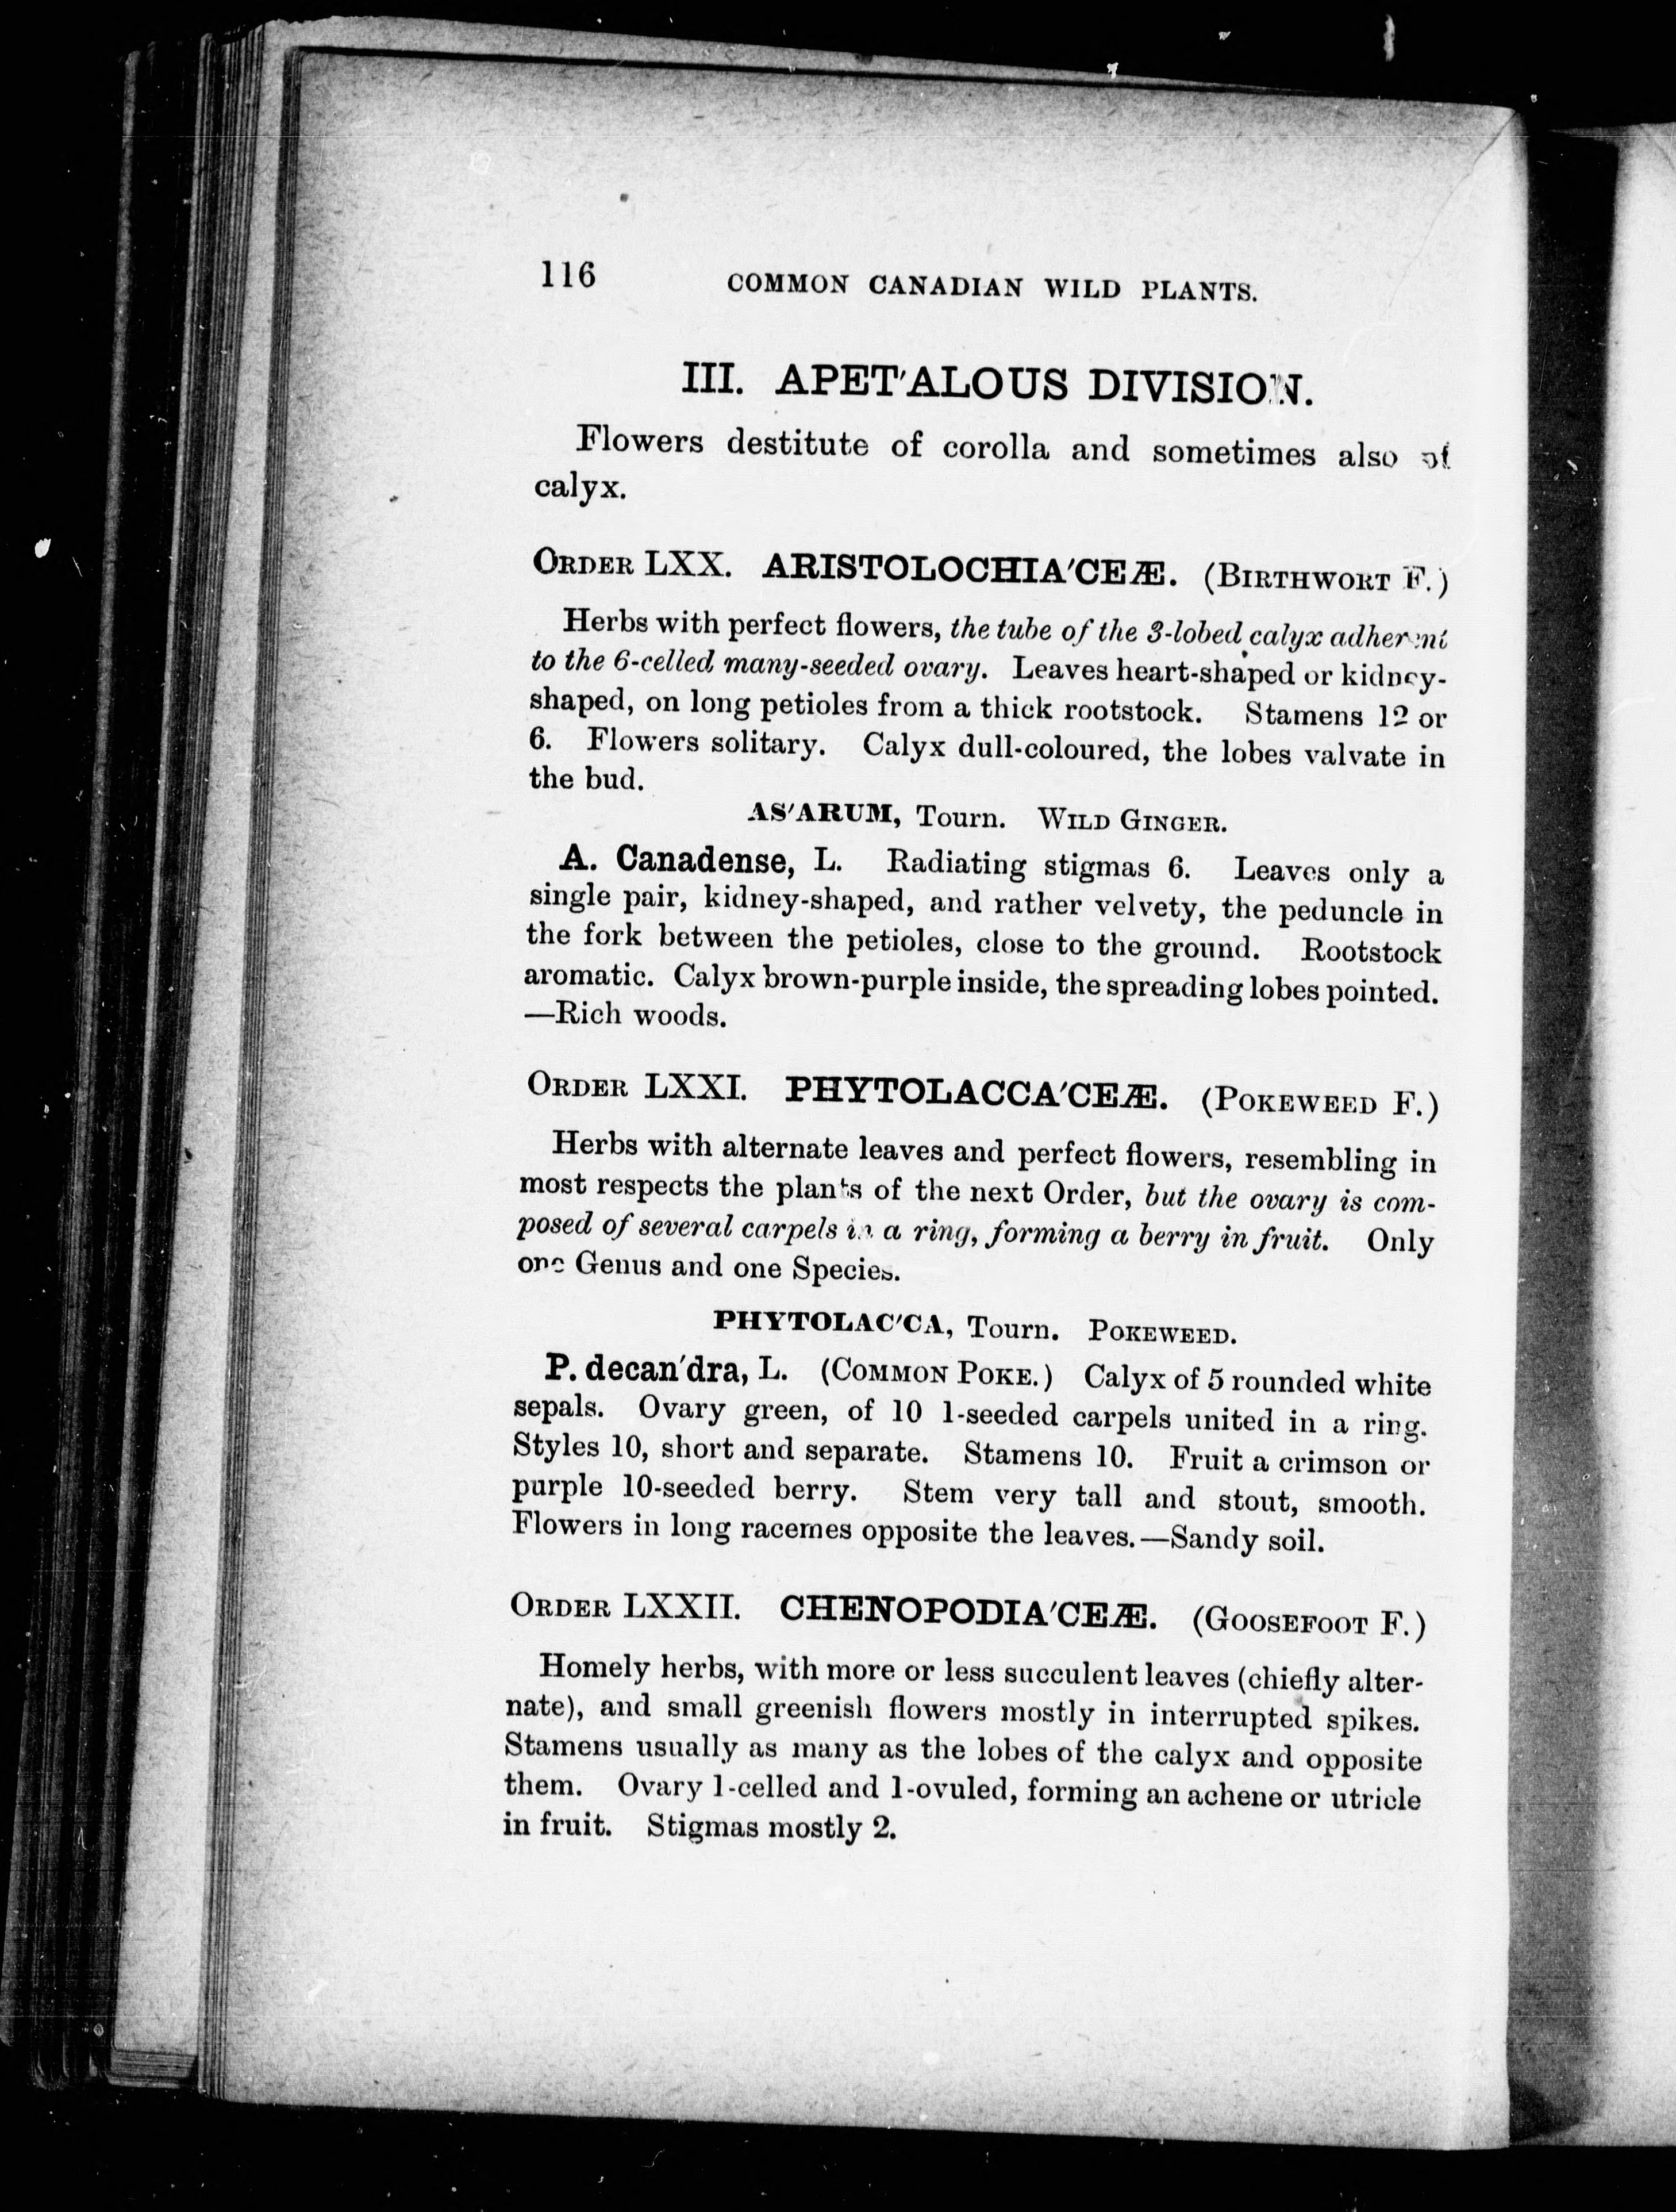 116 COMMON CANADIAN WILD PLANTS.
III. APET'ALOUS DIVISION.
Flowers destitute of corolla and sometimes also of
calyx.
ORDER LXX. ARISTOLOCHIA'CEÆ. (BIRTHWORT F.)
Herbs with perfect flowers, the tube of the 3-lobed calyx adherent
to the 6-celled many-seeded ovary. Leaves heart-shaped or kidney-
shaped, on long petioles from a thick rootstock. Stamens 12 or
6. Flowers solitary. Calyx dull-coloured, the lobes valvate in
the bud.
AS'ARUM, Tourn. WILD GINGER.
A. Canadense, L. Radiating stigmas 6. Leaves only a
single pair, kidney-shaped, and rather velvety, the peduncle in
the fork between the petioles, close to the ground. Rootstock
aromatic. Calyx brown-purple inside, the spreading lobes pointed.
—Rich woods.
ORDER LXXI. PHYTOLACCA'CEÆ. (POKEWEED F.)
Herbs with alternate leaves and perfect flowers, resembling in
most respects the plants of the next Order, but the ovary is com-
posed of several carpels in a ring, forming a berry in fruit. Only
one Genus and one Species.
PHYTOLAC'CA, Tourn. POKEWEED.
P. decan'dra, L. (COMMON POKE.) Calyx of 5 rounded white
sepals. Ovary green, of 10 1-seeded carpels united in a ring.
Styles 10, short and separate. Stamens 10. Fruit a crimson or
purple 10-seeded berry. Stem very tall and stout, smooth.
Flowers in long racemes opposite the leaves.—Sandy soil.
ORDER LXXII. CHENOPODIA'CEÆ. (GOOSEFOOT F.)
Homely herbs, with more or less succulent leaves (chiefly alter-
nate), and small greenish flowers mostly in interrupted spikes.
Stamens usually as many as the lobes of the calyx and opposite
them. Ovary 1-celled and 1-ovuled, forming an achene or utricle
in fruit. Stigmas mostly 2.